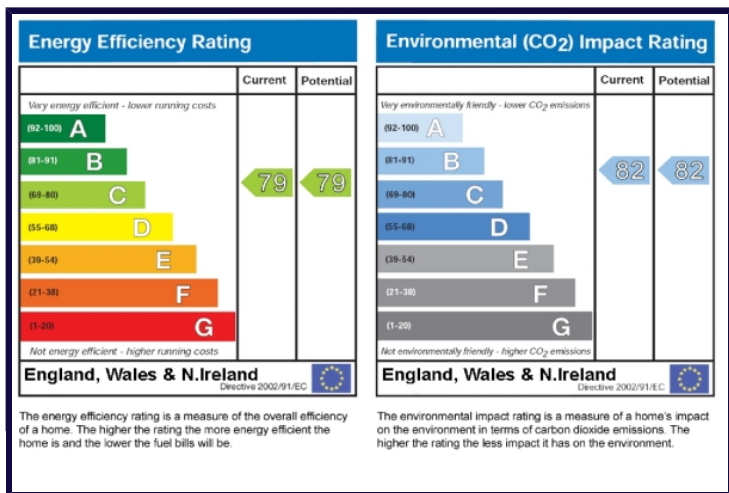 Energy Efficiency Rating
Current Potential
Very energy efficient - lower running costs
(92-100) A
(81-91) B
(69-80) C
79 79
(55-68) D
(39-54) E
(21-38) F
(1-20) G
Not energy efficient - higher running costs
England, Wales & N.Ireland
Directive 2002/91/EC
The energy efficiency rating is a measure of the overall efficiency
of a home. The higher the rating the more energy efficient the
home is and the lower the fuel bills will be.
Environmental (CO2) Impact Rating
Current Potential
Very environmentally friendly - lower CO2 emissions
(92-100) A
(81-91) B
82 82
(69-80) C
(55-68) D
(39-54) E
(21-38) F
(1-20) G
Not environmentally friendly - higher CO2 emissions
England, Wales & N.Ireland
Directive 2002/91/EC
The environmental impact rating is a measure of a home's impact
on the environment in terms of carbon dioxide emissions. The
higher the rating the less impact it has on the environment.